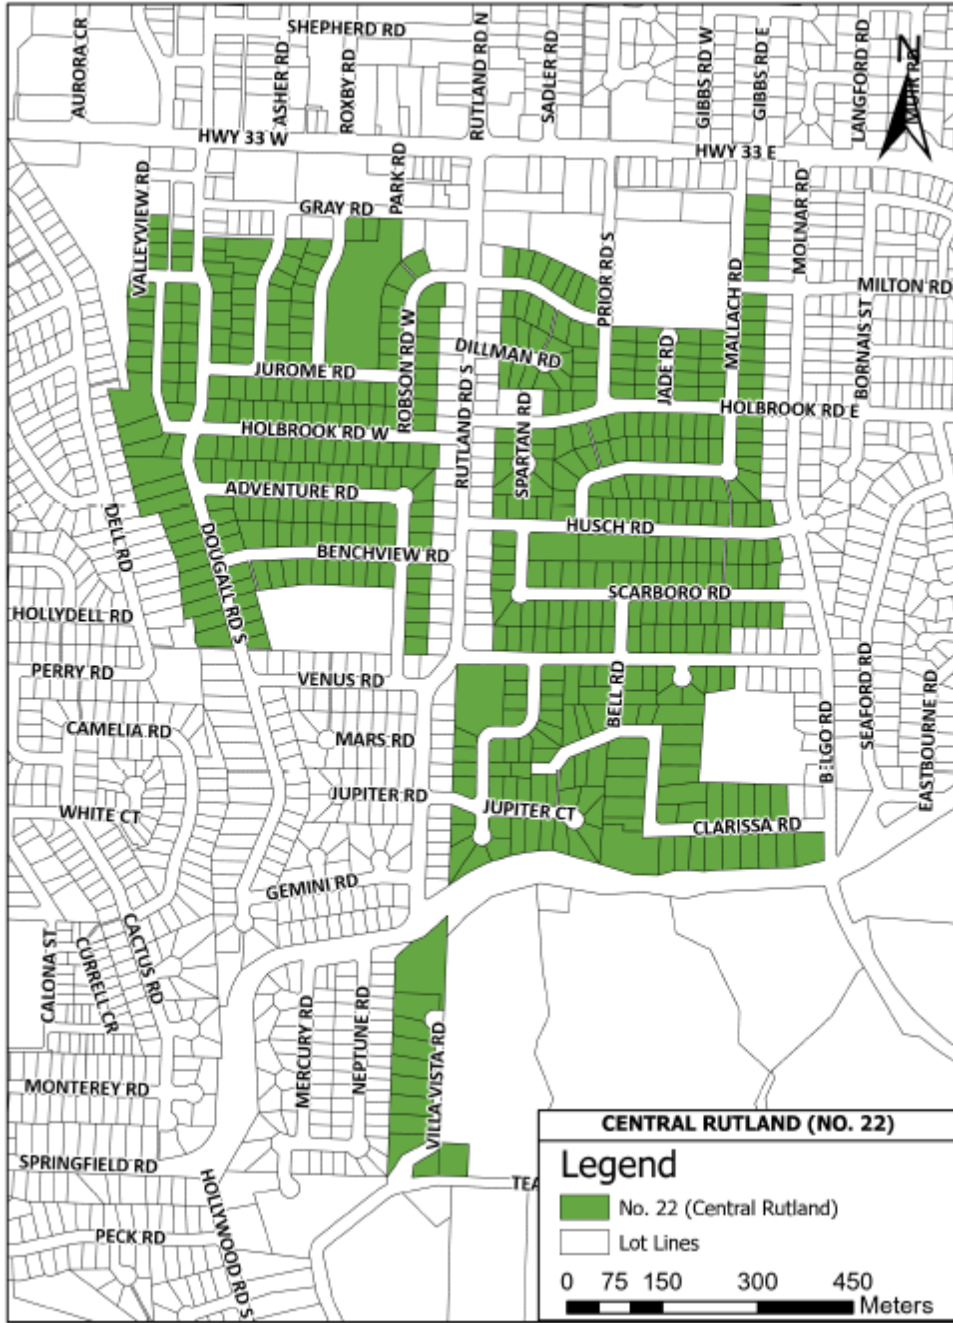 SHEPHERD RD
AURORA CR
ASHER RD
ROXBY RD
RUTLAND RD N
SADLER RD
GIBBS RD W
GIBBS RD E
LANGFORD RD
MUIR RD
N
HWY 33 W
HWY 33 E
PARK RD
VALLEYVIEW RD
GRAY RD
MOLNAR RD
PRIOR RD S
MALLACH RD
MILTON RD
BORNAIS ST
DILLMAN RD
JADE RD
JUROME RD
ROBSON RD W
RUTLAND RD S
SPARTAN RD
HOLBROOK RD E
HOLBROOK RD W
ADVENTURE RD
HUSCH RD
DELL RD
DOUGALL RD S
BENCHVIEW RD
SCARBORO RD
HOLLYDELL RD
PERRY RD
VENUS RD
BELL RD
SEAFORD RD
EASTBOURNE RD
CAMELIA RD
MARS RD
BELGO RD
JUPITER RD
JUPITER CT
WHITE CT
CLARISSA RD
GEMINI RD
CACTUS RD
CALONA ST
CURRELL CR
MERCURY RD
NEPTUNE RD
VILLA VISTA RD
MONTEREY RD
SPRINGFIELD RD
HOLLYWOOD RD S
TEA
PECK RD
CENTRAL RUTLAND (NO. 22)
Legend
No. 22 (Central Rutland)
Lot Lines
0 75 150 300 450
Meters